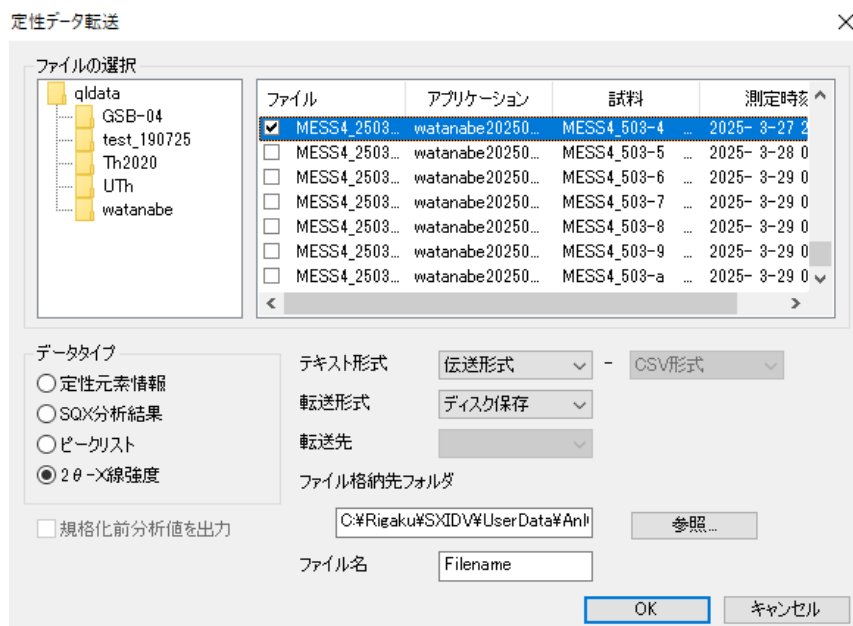 定性データ転送
ファイルの選択
qldata
GSB-04
test_190725
Th2020
UTh
watanabe
ファイル アプリケーション 試料 測定時刻
MESS4_2503... watanabe20250... MESS4_503-4 ... 2025- 3-27 2
MESS4_2503... watanabe20250... MESS4_503-5 ... 2025- 3-28 0
MESS4_2503... watanabe20250... MESS4_503-6 ... 2025- 3-29 0
MESS4_2503... watanabe20250... MESS4_503-7 ... 2025- 3-29 0
MESS4_2503... watanabe20250... MESS4_503-8 ... 2025- 3-29 0
MESS4_2503... watanabe20250... MESS4_503-9 ... 2025- 3-29 0
MESS4_2503... watanabe20250... MESS4_503-a ... 2025- 3-29 0
データタイプ
定性元素情報
SQX分析結果
ピークリスト
2θ-X線強度
規格化前分析値を出力
テキスト形式 伝送形式 - CSV形式
転送形式 ディスク保存
転送先
ファイル格納先フォルダ
C:¥Rigaku¥SXIDV¥UserData¥Anl 参照...
ファイル名 Filename
OK キャンセル